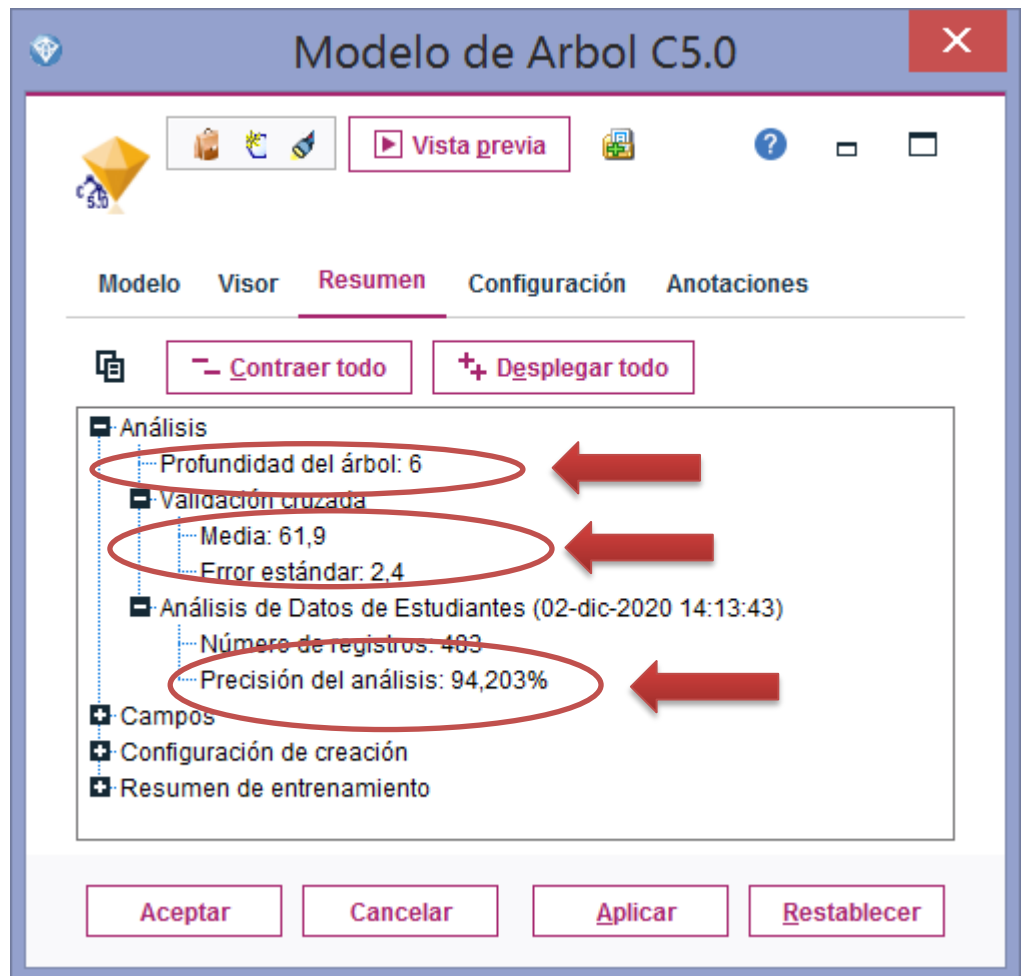 Modelo de Arbol C5.0
Vista previa
C 5.0
Modelo Visor Resumen Configuración Anotaciones
Contraer todo Desplegar todo
Análisis
Profundidad del árbol: 6
Validación cruzada
Media: 61,9
Error estándar: 2,4
Análisis de Datos de Estudiantes (02-dic-2020 14:13:43)
Número de registros: 483
Precisión del análisis: 94,203%
Campos
Configuración de creación
Resumen de entrenamiento
Aceptar Cancelar Aplicar Restablecer